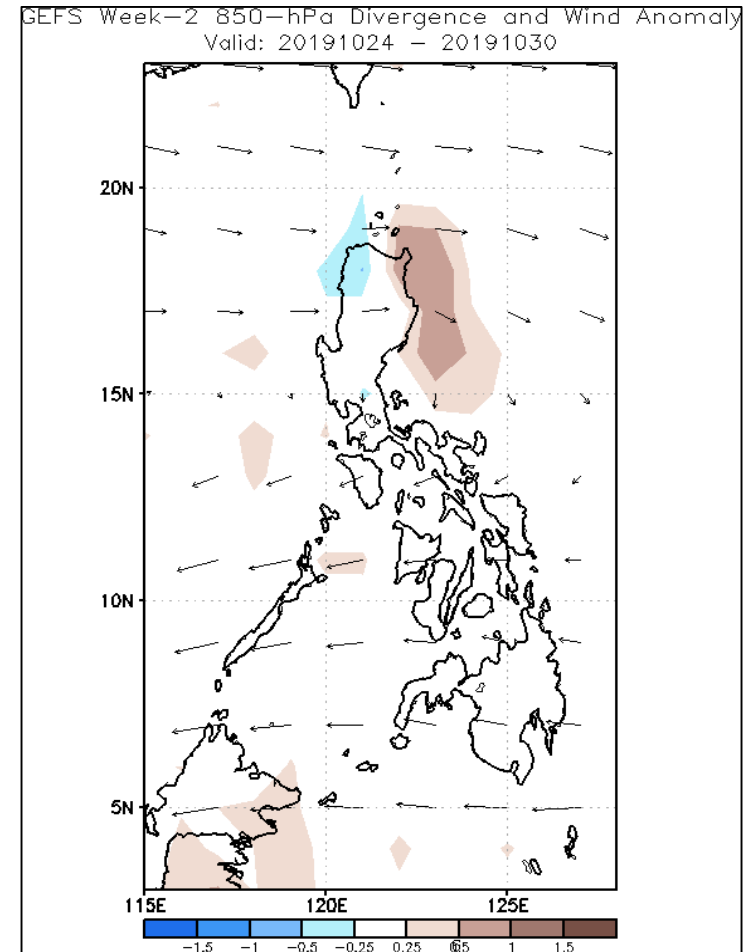 GEFS Week-2 850-hPa Divergence and Wind Anomaly
Valid: 20191024 - 20191030
20N
15N
10N
5N
115E 120E 125E
-1.5 -1 -0.5 -0.25 0.25 1 1.5